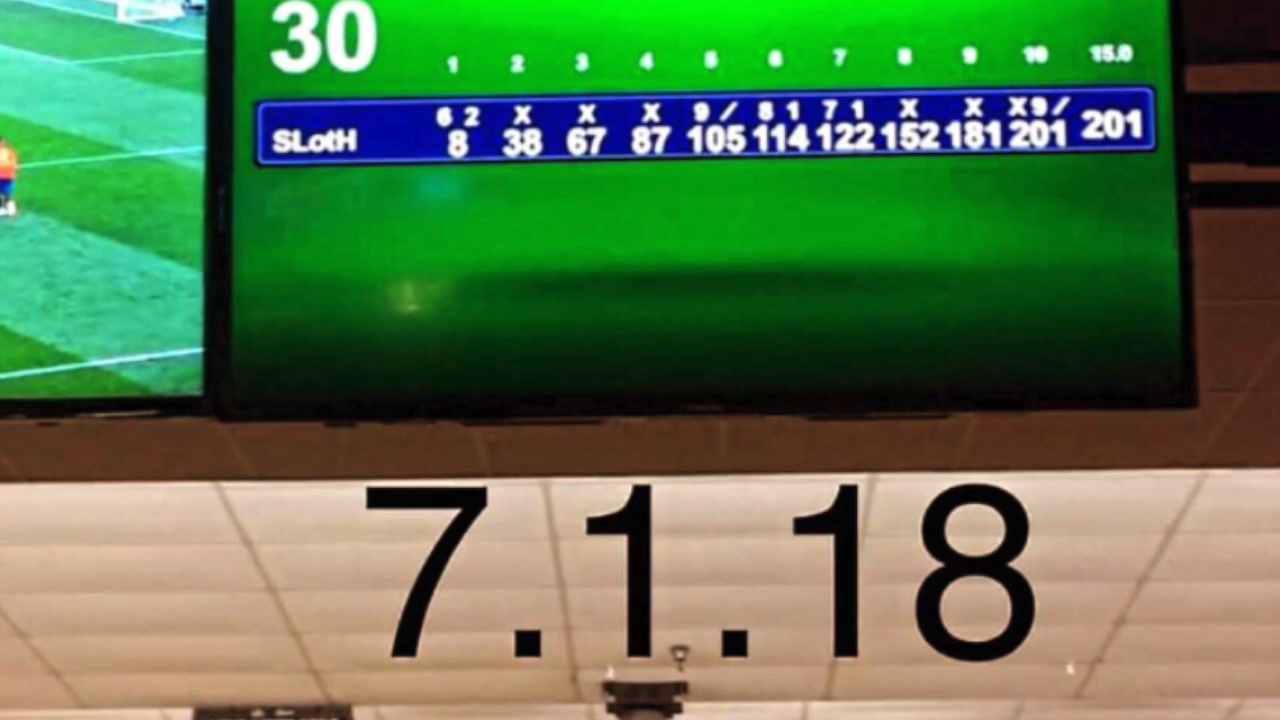 30
1 2 3 4 5 6 7 8 9 10 15.0
6 2 X X X 9 / 8 1 7 1 X X X 9 /
SLotH 8 38 67 87 105 114 122 152 181 201 201
7.1.18